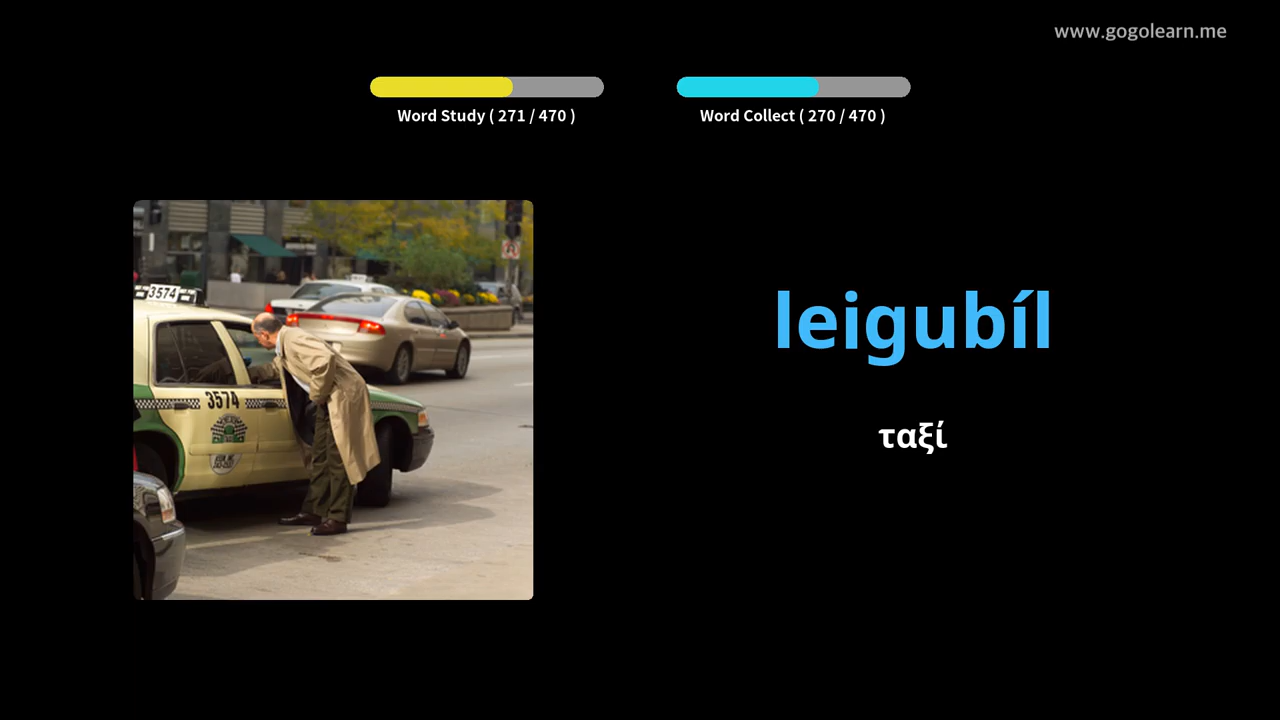 www.gogolearn.me
Word Study ( 271 / 470 )
Word Collect ( 270 / 470 )
3574
3574
leigubíl
ταξί